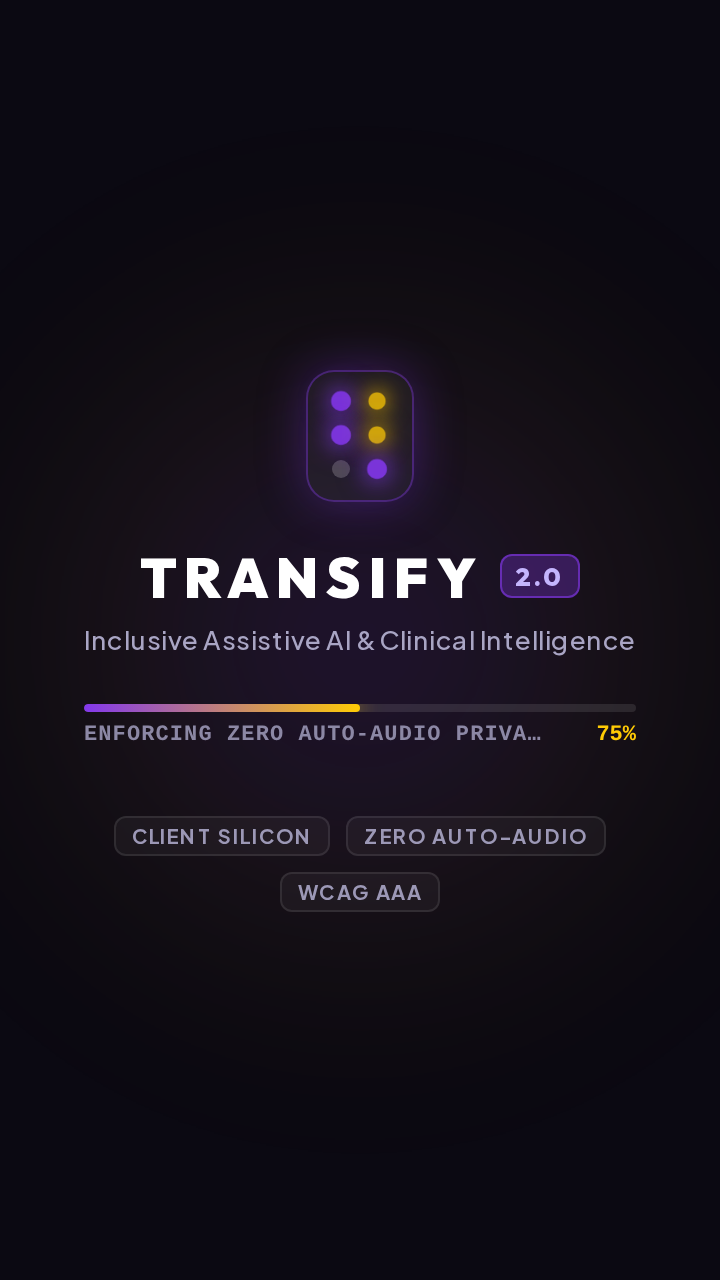 TRANSIFY 2.0
Inclusive Assistive AI & Clinical Intelligence
ENFORCING ZERO AUTO-AUDIO PRIVA… 75%
CLIENT SILICON ZERO AUTO-AUDIO
WCAG AAA